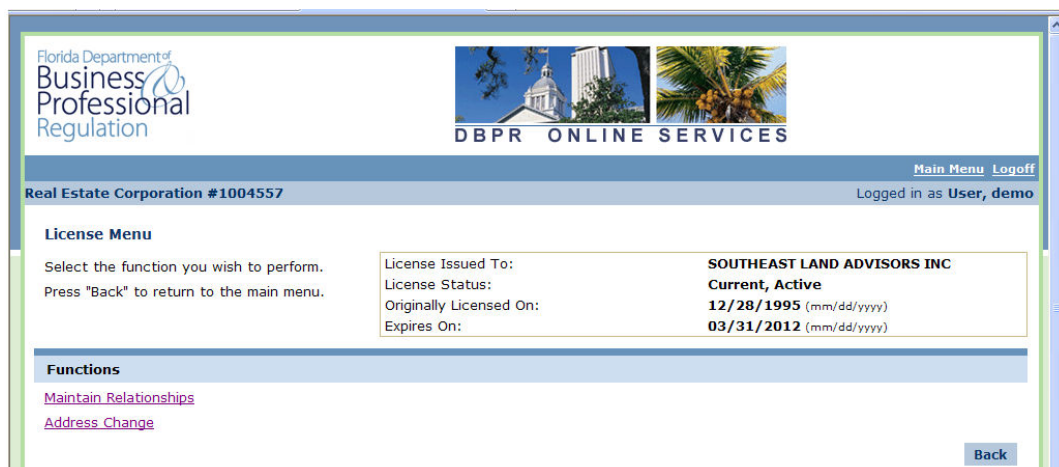 Florida Department of
Business &
Professional
Regulation
DBPR ONLINE SERVICES
Main Menu Logoff
Real Estate Corporation #1004557 Logged in as User, demo
License Menu
Select the function you wish to perform.
Press "Back" to return to the main menu.
License Issued To: SOUTHEAST LAND ADVISORS INC
License Status: Current, Active
Originally Licensed On: 12/28/1995 (mm/dd/yyyy)
Expires On: 03/31/2012 (mm/dd/yyyy)
Functions
Maintain Relationships
Address Change
Back